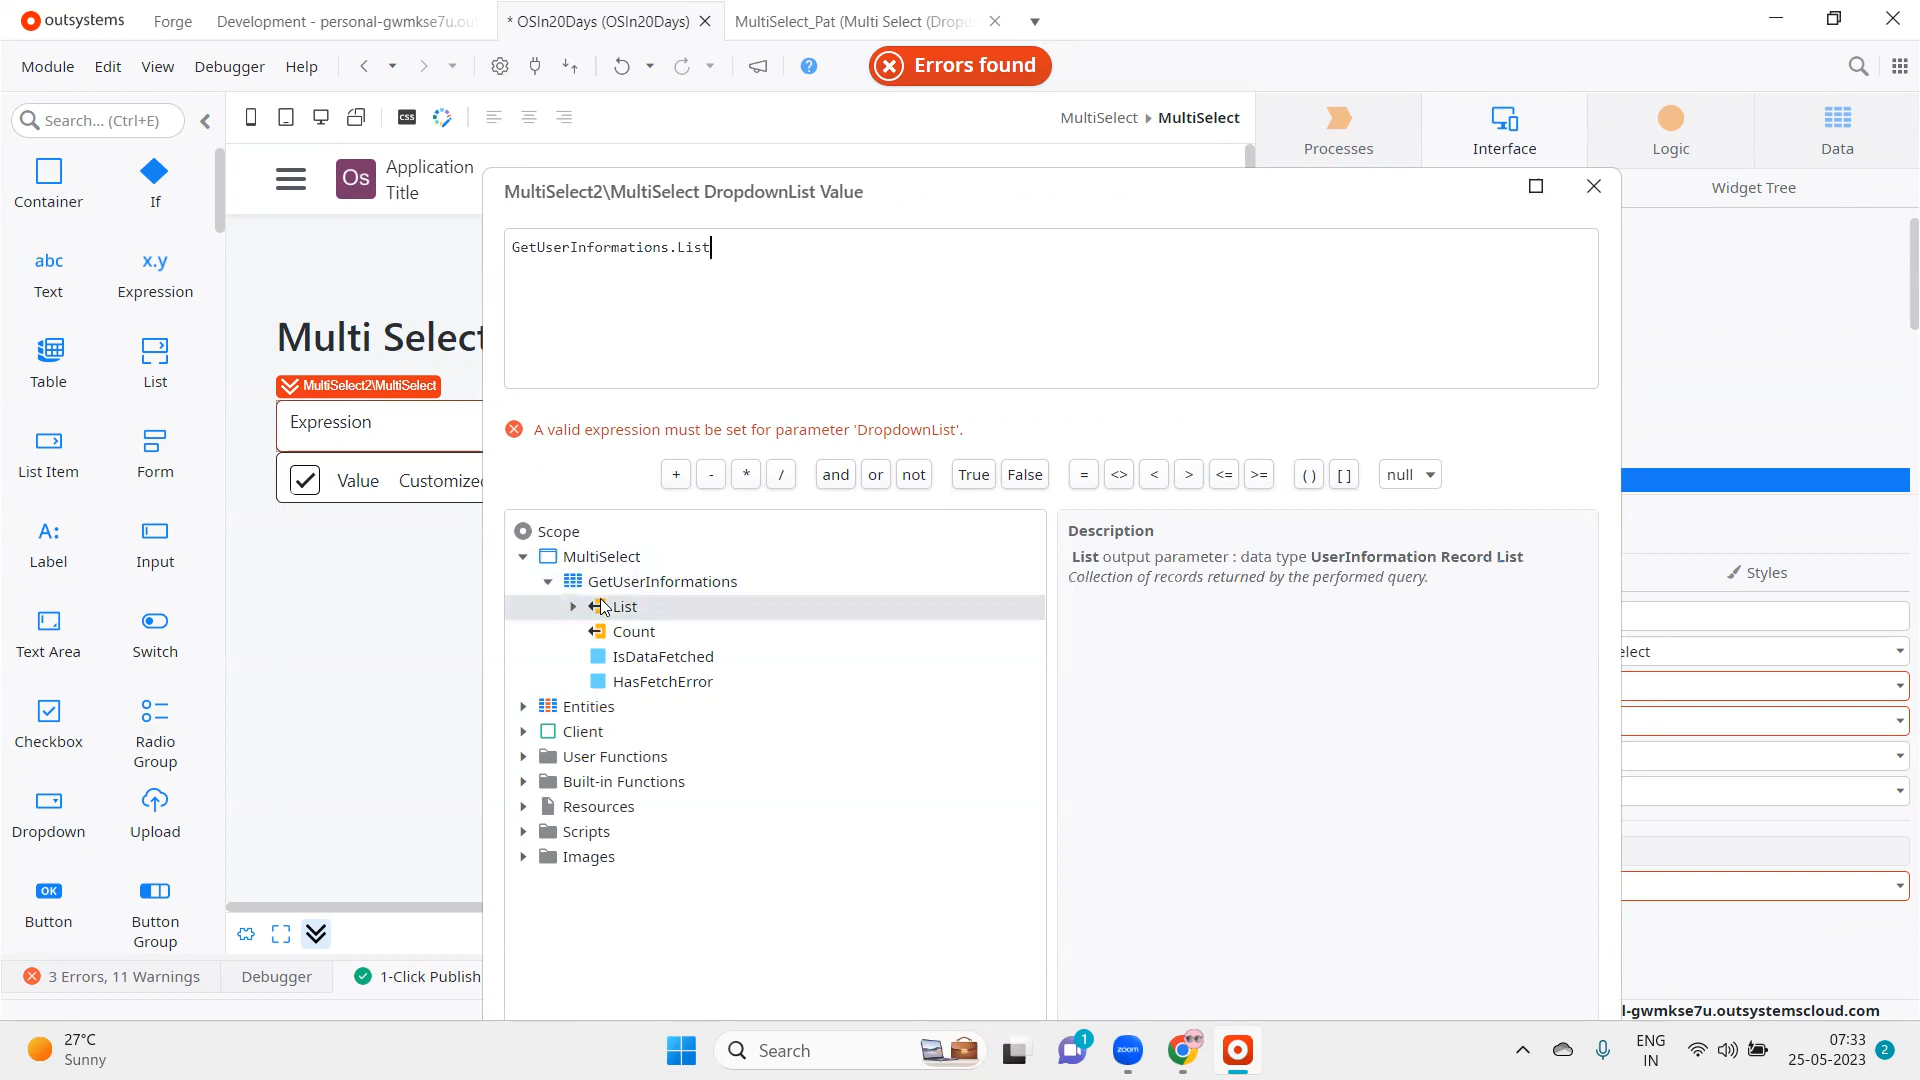 outsystems
Forge
Development - personal-gwmkse7u.ou
* OSIn20Days (OSIn20Days)
MultiSelect_Pat (Multi Select (Drop
Module
Edit
View
Debugger
Help
Errors found
Search... (Ctrl+E)
css
MultiSelect
MultiSelect
Processes
Interface
Logic
Data
Widget Tree
Container
If
abc
Text
x.y
Expression
Table
List
List Item
Form
A:
Label
Input
Text Area
Switch
Checkbox
Radio
Group
Dropdown
Upload
OK
Button
Button
Group
Os
Application
Title
Multi Select
MultiSelect2\MultiSelect
Expression
Value
Customized
MultiSelect2\MultiSelect DropdownList Value
GetUserInformations.List
A valid expression must be set for parameter 'DropdownList'.
+
-
*
/
and
or
not
True
False
=
<>
<
>
<=
>=
( )
[ ]
null
Scope
MultiSelect
GetUserInformations
List
Count
IsDataFetched
HasFetchError
Entities
Client
User Functions
Built-in Functions
Resources
Scripts
Images
Description
List output parameter : data type UserInformation Record List
Collection of records returned by the performed query.
Styles
elect
3 Errors, 11 Warnings
Debugger
1-Click Publish
l-gwmkse7u.outsystemscloud.com
27°C
Sunny
Search
1
zoom
ENG
IN
07:33
25-05-2023
2